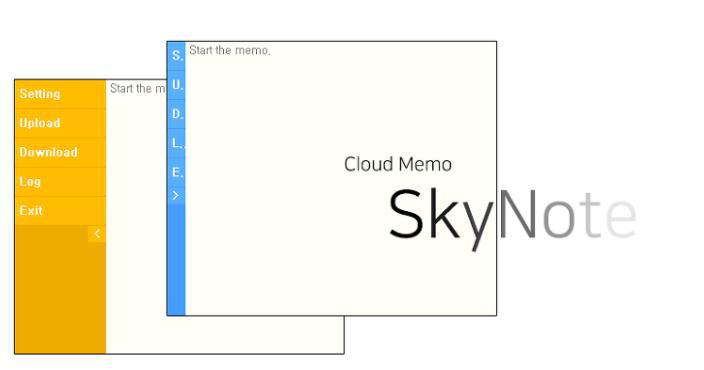 Setting
Upload
Download
Log
Exit
<
Start the m
S.
U.
D.
L.
E.
>
Start the memo.
Cloud Memo
SkyNote